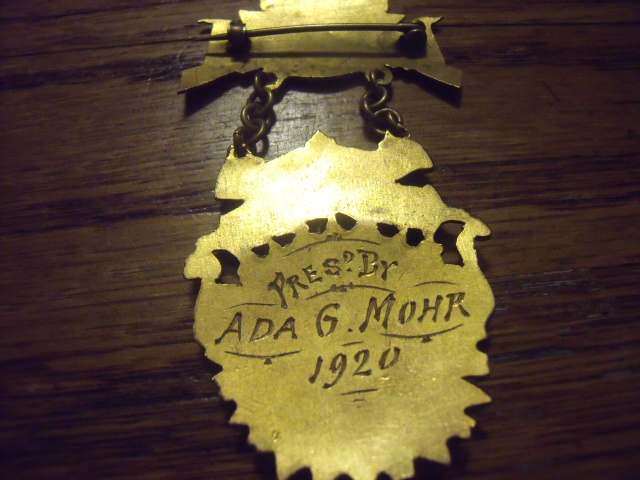 PRES.D BY
ADA G. MOHR
1920